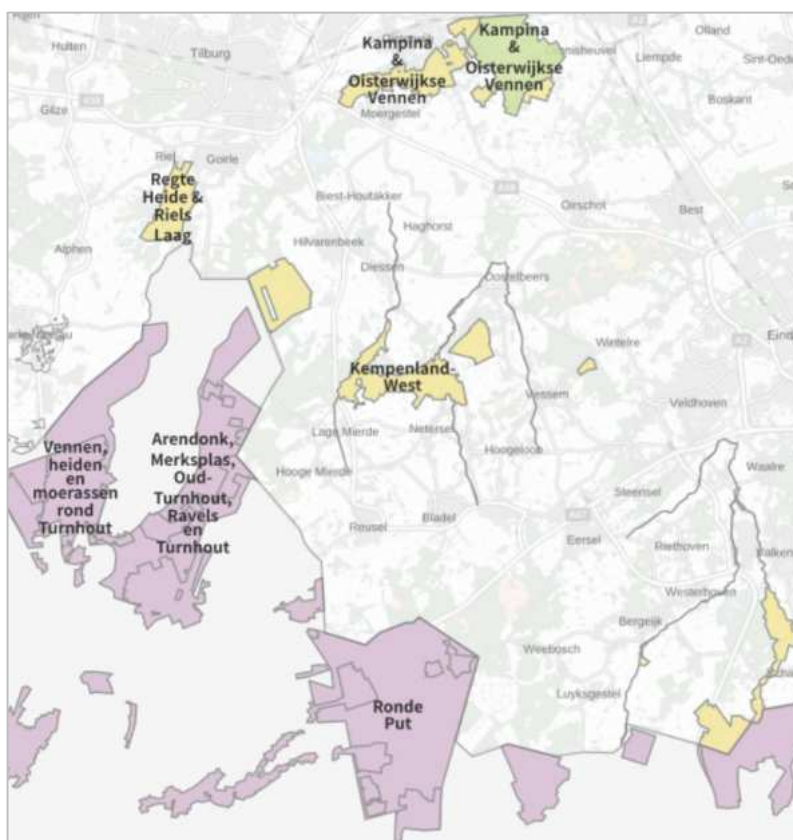 Hulten
Tilburg
Gilze
Kampina
&
Oisterwijkse
Vennen
Moergestel
Kampina
&
Oisterwijkse
Vennen
Olland
Liempde
Boskant
Riel
Goirle
Regte
Heide &
Riels
Laag
Alphen
Biest-Houtakker
Haghorst
Hilvarenbeek
Diessen
Oirschot
Best
Oostelbeers
Wintelre
Kempenland-
West
Vessem
Veldhoven
Lage Mierde
Netersel
Hoogeloon
Hooge Mierde
Vennen,
heiden
en
moerassen
rond
Turnhout
Arendonk,
Merksplas,
Oud-
Turnhout,
Ravels
en
Turnhout
Reusel
Bladel
Steensel
Waalre
Eersel
Riethoven
Westerhoven
Bergeijk
Weebosch
Luyksgestel
Ronde
Put